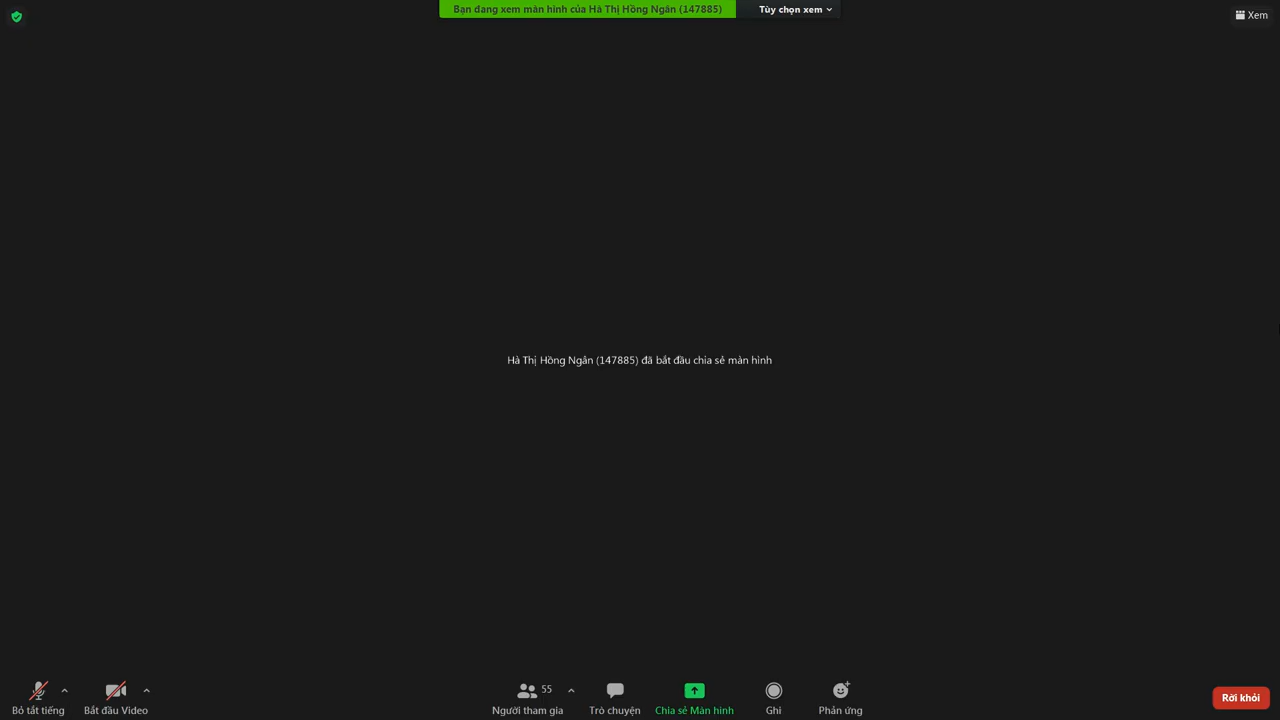 Bạn đang xem màn hình của Hà Thị Hồng Ngân (147885)
Tùy chọn xem
Xem
Hà Thị Hồng Ngân (147885) đã bắt đầu chia sẻ màn hình
55
Bỏ tắt tiếng
Bắt đầu Video
Người tham gia
Trò chuyện
Chia sẻ Màn hình
Ghi
Phản ứng
Rời khỏi